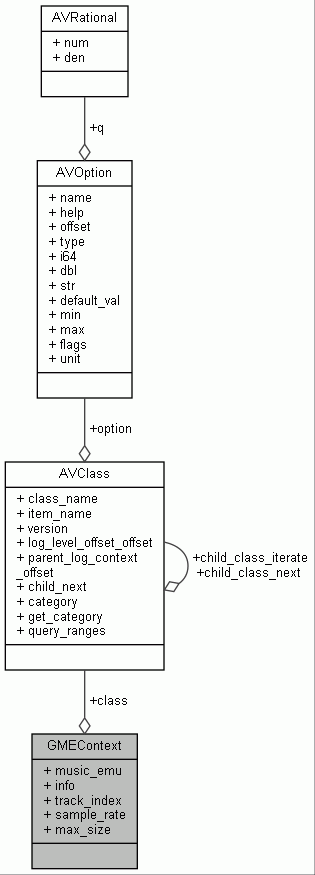 AVRational
+ num
+ den
+q
AVOption
+ name
+ help
+ offset
+ type
+ i64
+ dbl
+ str
+ default_val
+ min
+ max
+ flags
+ unit
+option
AVClass
+ class_name
+ item_name
+ version
+ log_level_offset_offset
+ parent_log_context
_offset
+ child_next
+ category
+ get_category
+ query_ranges
+child_class_iterate
+child_class_next
+class
GMEContext
+ music_emu
+ info
+ track_index
+ sample_rate
+ max_size